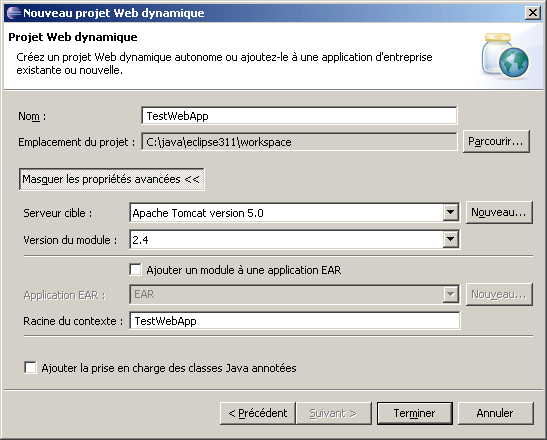 Nouveau projet Web dynamique
Projet Web dynamique
Créez un projet Web dynamique autonome ou ajoutez-le à une application d'entreprise
existante ou nouvelle.
Nom : TestWebApp
Emplacement du projet : C:\java\eclipse311\workspace Parcourir...
Masquer les propriétés avancées <<
Serveur cible : Apache Tomcat version 5.0 Nouveau...
Version du module : 2.4
Ajouter un module à une application EAR
Application EAR : EAR Nouveau...
Racine du contexte : TestWebApp
Ajouter la prise en charge des classes Java annotées
< Précédent Suivant > Terminer Annuler